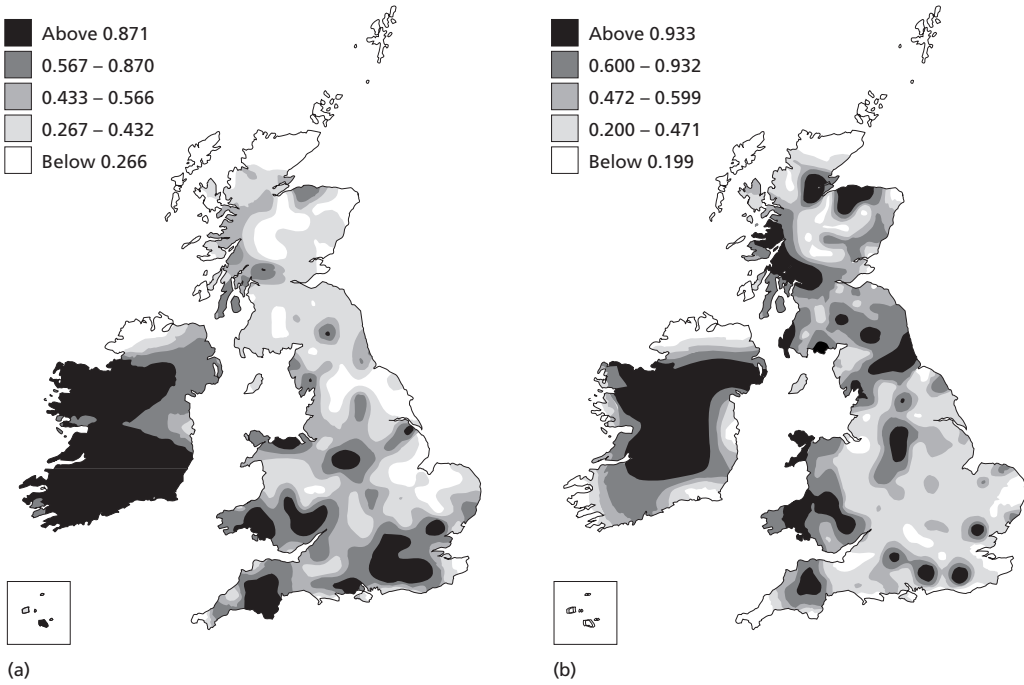 Above 0.871
0.567 – 0.870
0.433 – 0.566
0.267 – 0.432
Below 0.266
(a)
Above 0.933
0.600 – 0.932
0.472 – 0.599
0.200 – 0.471
Below 0.199
(b)